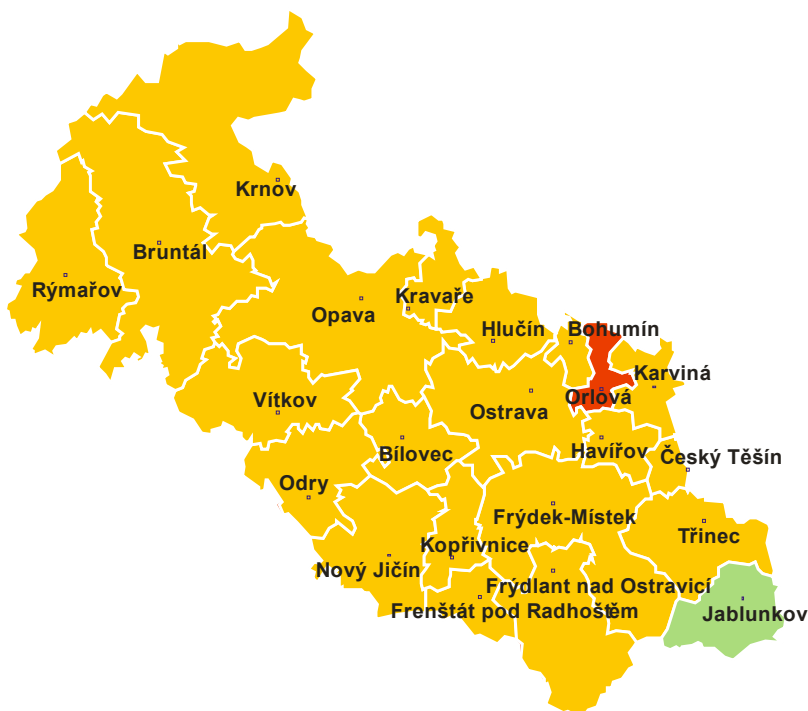 Krnov
Bruntál
Rýmařov
Kravaře
Opava
Hlučín
Bohumín
Karviná
Orlová
Vítkov
Ostrava
Bílovec
Havířov
Český Těšín
Odry
Frýdek-Místek
Třinec
Kopřivnice
Nový Jičín
Frýdlant nad Ostravicí
Frenštát pod Radhoštěm
Jablunkov